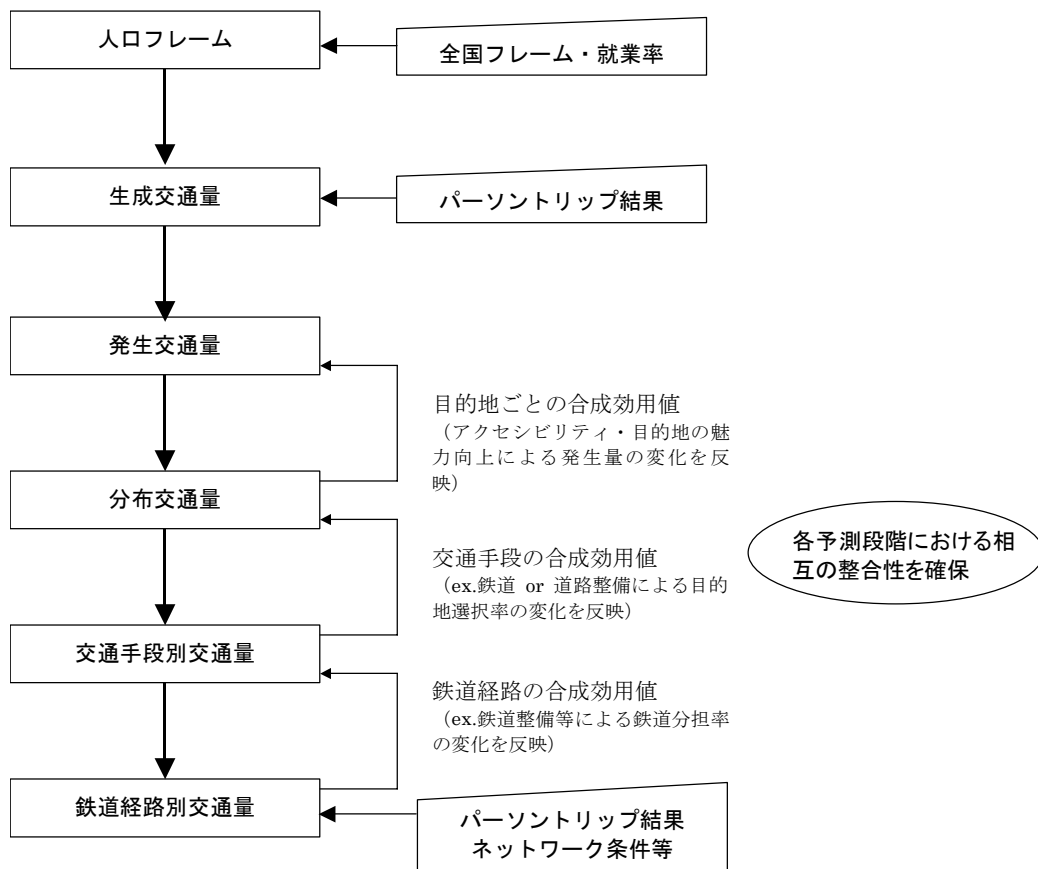 人口フレーム
全国フレーム・就業率
生成交通量
パーソントリップ結果
発生交通量
目的地ごとの合成効用値
（アクセシビリティ・目的地の魅
力向上による発生量の変化を反
映）
分布交通量
各予測段階における相
互の整合性を確保
交通手段の合成効用値
（ex.鉄道 or 道路整備による目的
地選択率の変化を反映）
交通手段別交通量
鉄道経路の合成効用値
（ex.鉄道整備等による鉄道分担率
の変化を反映）
鉄道経路別交通量
パーソントリップ結果
ネットワーク条件等